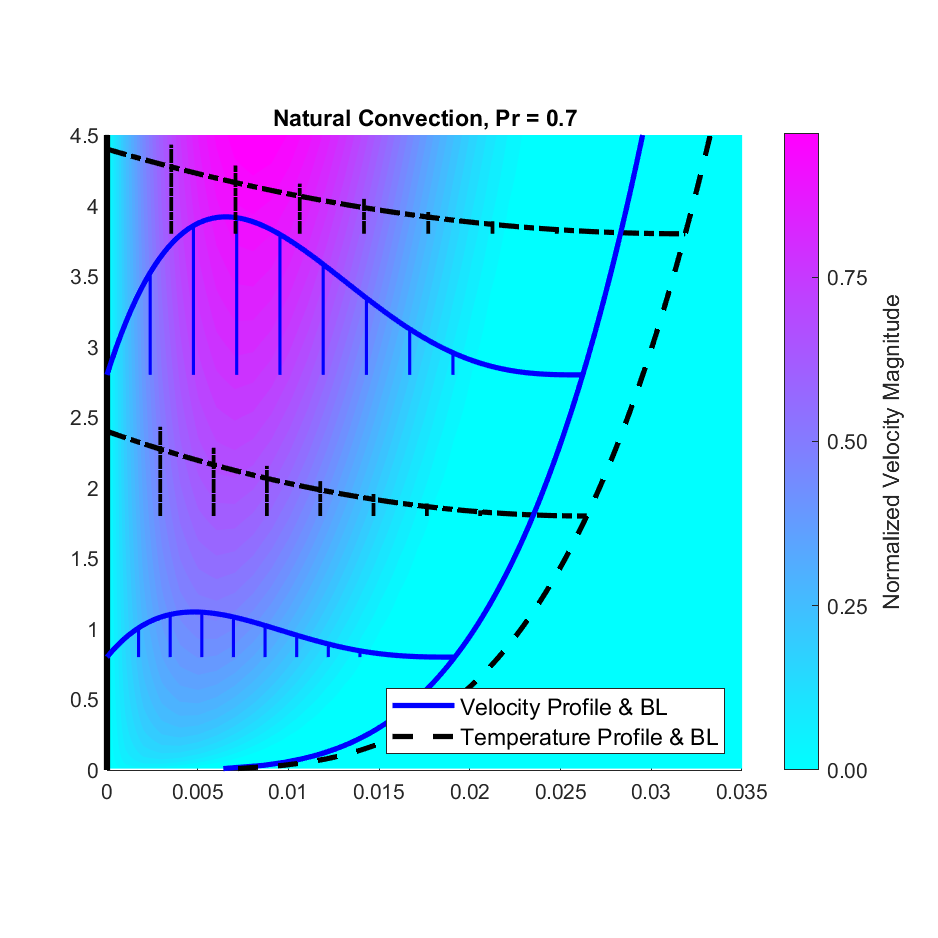 Natural Convection, Pr = 0.7
4.5
4
3.5
3
2.5
2
1.5
1
0.5
0
0 0.005 0.01 0.015 0.02 0.025 0.03 0.035
Velocity Profile & BL
Temperature Profile & BL
0.75
0.50
0.25
0.00
Normalized Velocity Magnitude